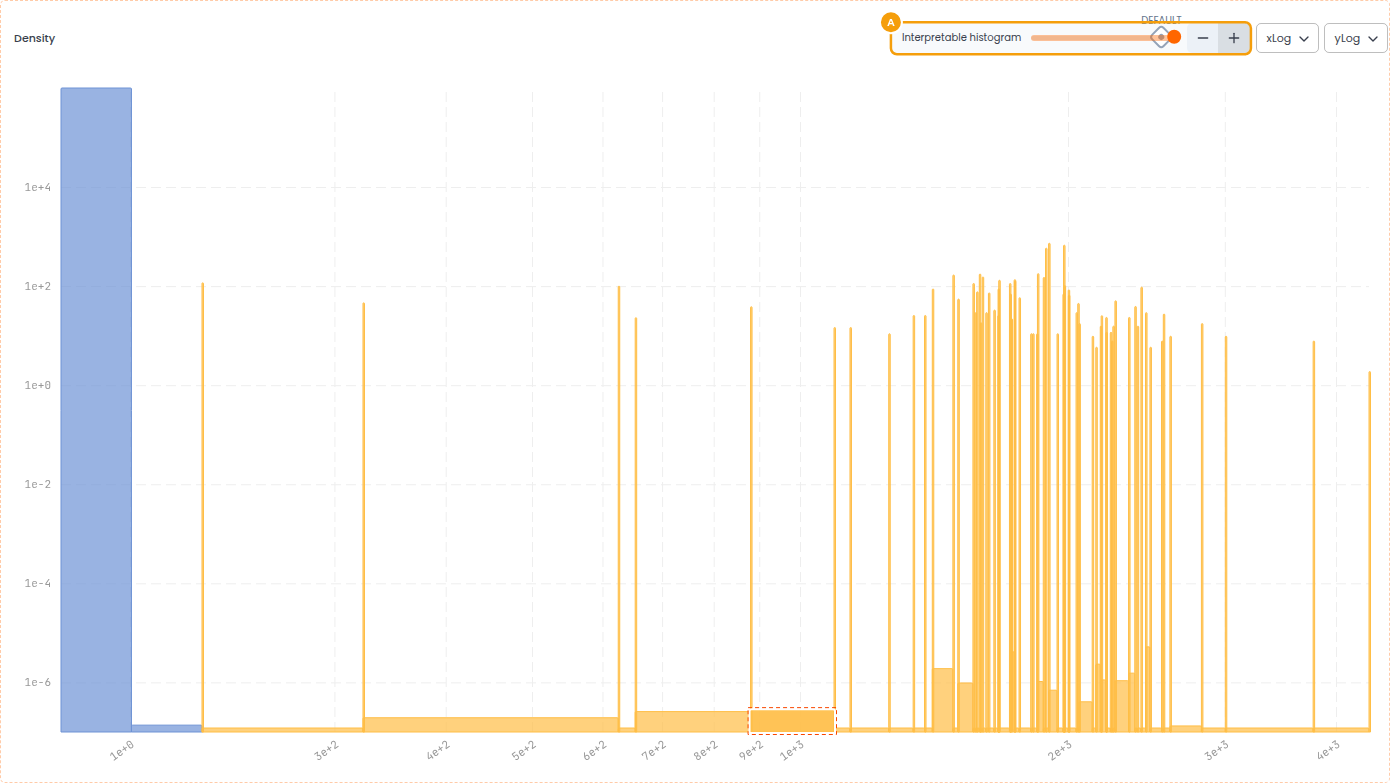 DEFAULT
A
Density
Interpretable histogram
xLog
yLog
1e+4
1e+2
1e+0
1e-2
1e-4
1e-6
1e+0
3e+2
4e+2
5e+2
6e+2
7e+2
8e+2
9e+2
1e+3
2e+3
3e+3
4e+3